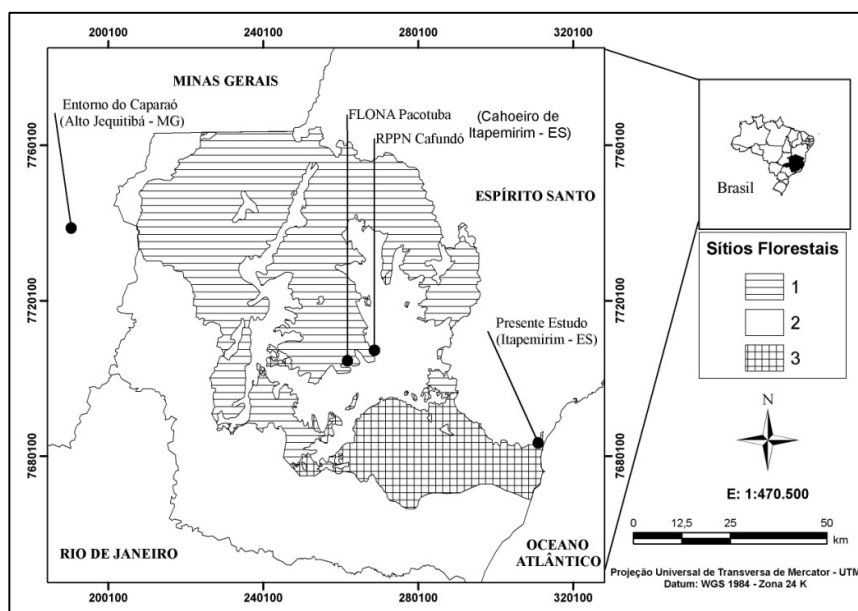 200100 240100 280100 320100
MINAS GERAIS
Entorno do Caparaó
(Alto Jequitibá - MG)
FLONA Pacotuba
(Cahoeiro de
Itapemirim - ES)
RPPN Cafundó
7760100
7760100
ESPÍRITO SANTO
Brasil
Sítios Florestais
1
2
3
7720100
7720100
Presente Estudo
(Itapemirim - ES)
N
7680100
7680100
E: 1:470.500
0 12,5 25 50
km
RIO DE JANEIRO
OCEANO
ATLÂNTICO
Projeção Universal de Transversa de Mercator - UTM
Datum: WGS 1984 - Zona 24 K
200100 240100 280100 320100